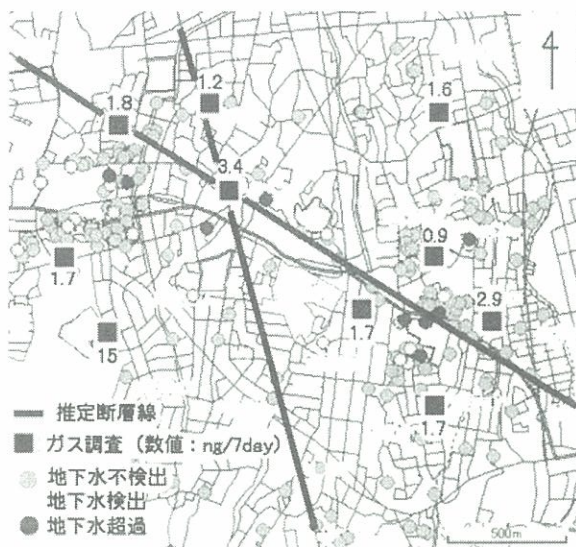 1.2
1.8
1.6
3.4
0.9
1.7
2.9
1.7
15
1.7
推定断層線
ガス調査（数値：ng/7day）
地下水不検出
地下水検出
地下水超過
500m